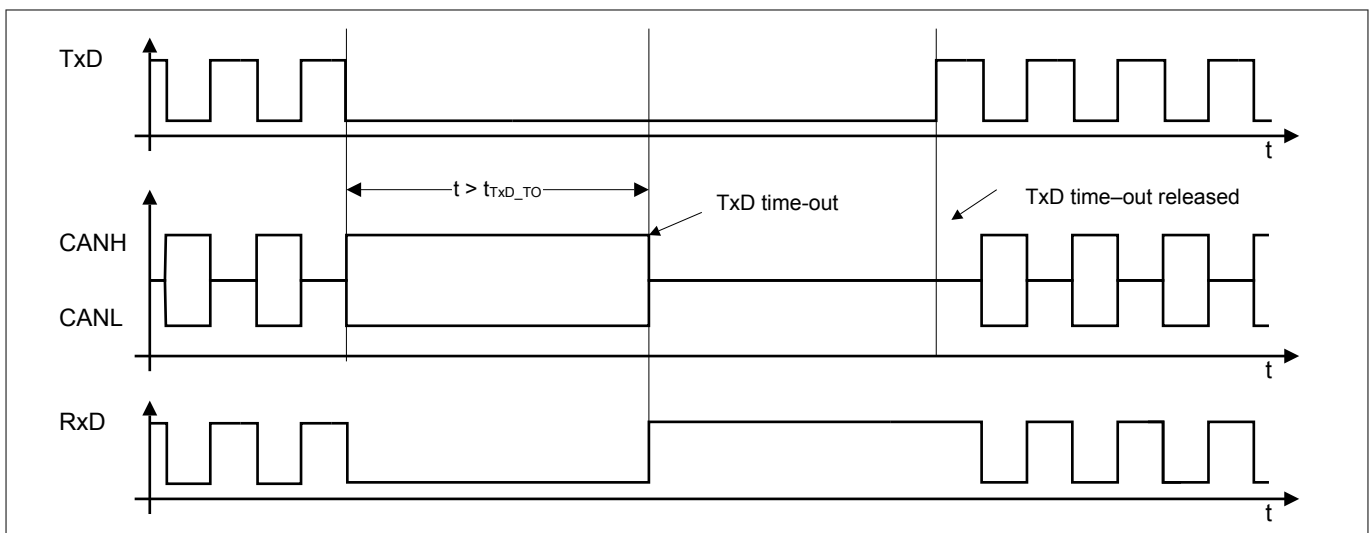 TxD
t
t > tTxD_TO
TxD time-out
TxD time–out released
CANH
CANL
t
RxD
t